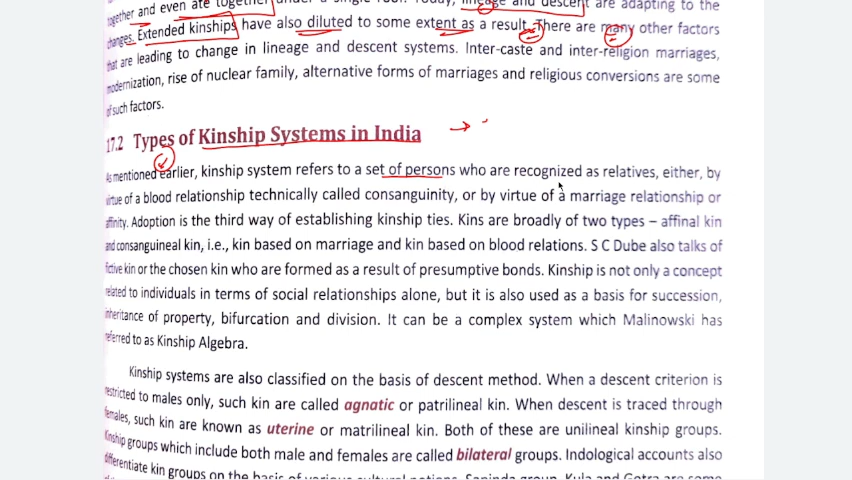 together and even ate together under a single roof. Today, lineage and descent are adapting to the
changes. Extended kinships have also diluted to some extent as a result. There are many other factors
that are leading to change in lineage and descent systems. Inter-caste and inter-religion marriages,
modernization, rise of nuclear family, alternative forms of marriages and religious conversions are some
of such factors.
17.2 Types of Kinship Systems in India
As mentioned earlier, kinship system refers to a set of persons who are recognized as relatives, either, by
virtue of a blood relationship technically called consanguinity, or by virtue of a marriage relationship or
affinity. Adoption is the third way of establishing kinship ties. Kins are broadly of two types – affinal kin
and consanguineal kin, i.e., kin based on marriage and kin based on blood relations. S C Dube also talks of
fictive kin or the chosen kin who are formed as a result of presumptive bonds. Kinship is not only a concept
related to individuals in terms of social relationships alone, but it is also used as a basis for succession,
inheritance of property, bifurcation and division. It can be a complex system which Malinowski has
referred to as Kinship Algebra.
Kinship systems are also classified on the basis of descent method. When a descent criterion is
restricted to males only, such kin are called agnatic or patrilineal kin. When descent is traced through
females, such kin are known as uterine or matrilineal kin. Both of these are unilineal kinship groups.
Kinship groups which include both male and females are called bilateral groups. Indological accounts also
differentiate kin groups on the basis of various cultural notions. Sapinda group, Kula and Gotra are some